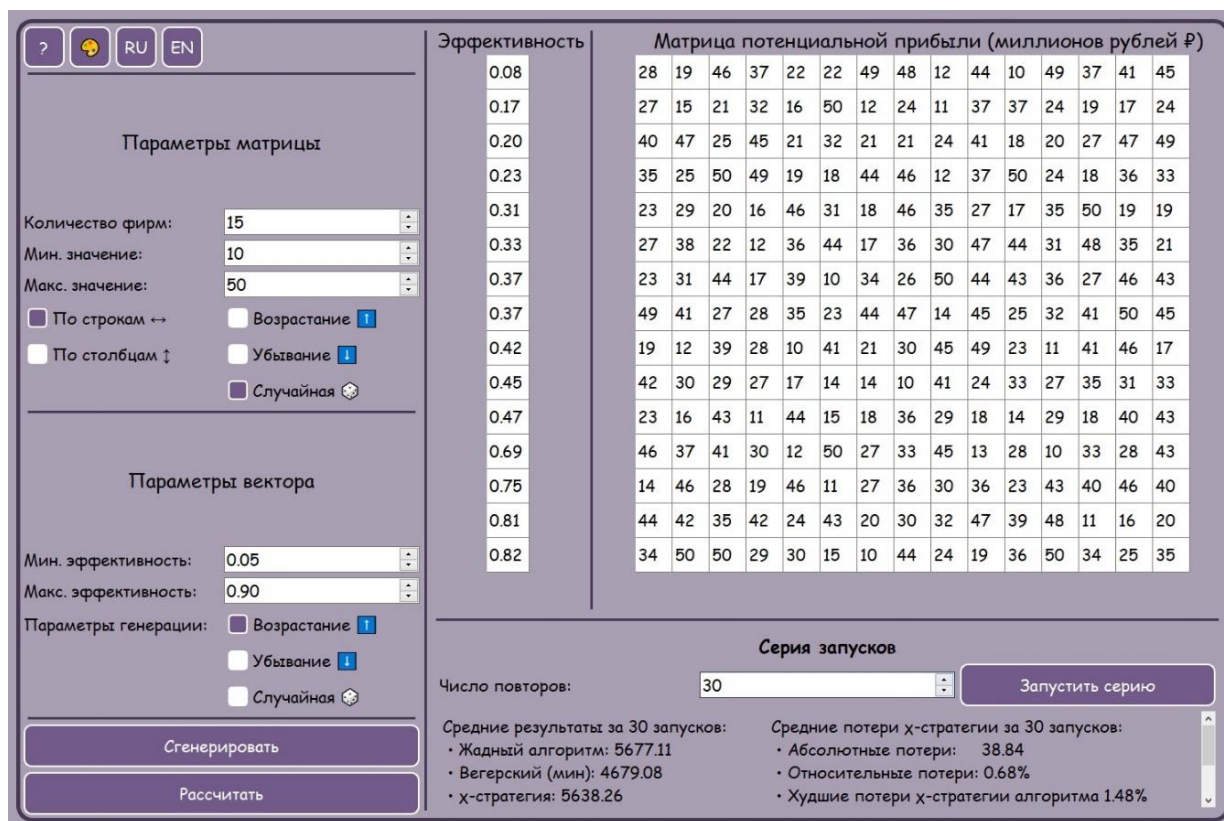 ? RU EN
Параметры матрицы
Количество фирм: 15
Мин. значение: 10
Макс. значение: 50
По строкам ↔ Возрастание ↑
По столбцам ↕ Убывание ↓
Случайная
Параметры вектора
Мин. эффективность: 0.05
Макс. эффективность: 0.90
Параметры генерации: Возрастание ↑
Убывание ↓
Случайная
Сгенерировать
Рассчитать
Эффективность
0.08
0.17
0.20
0.23
0.31
0.33
0.37
0.37
0.42
0.45
0.47
0.69
0.75
0.81
0.82
Матрица потенциальной прибыли (миллионов рублей ₽)
28 19 46 37 22 22 49 48 12 44 10 49 37 41 45
27 15 21 32 16 50 12 24 11 37 37 24 19 17 24
40 47 25 45 21 32 21 21 24 41 18 20 27 47 49
35 25 50 49 19 18 44 46 12 37 50 24 18 36 33
23 29 20 16 46 31 18 46 35 27 17 35 50 19 19
27 38 22 12 36 44 17 36 30 47 44 31 48 35 21
23 31 44 17 39 10 34 26 50 44 43 36 27 46 43
49 41 27 28 35 23 44 47 14 45 25 32 41 50 45
19 12 39 28 10 41 21 30 45 49 23 11 41 46 17
42 30 29 27 17 14 14 10 41 24 33 27 35 31 33
23 16 43 11 44 15 18 36 29 18 14 29 18 40 43
46 37 41 30 12 50 27 33 45 13 28 10 33 28 43
14 46 28 19 46 11 27 36 30 36 23 43 40 46 40
44 42 35 42 24 43 20 30 32 47 39 48 11 16 20
34 50 50 29 30 15 10 44 24 19 36 50 34 25 35
Серия запусков
Число повторов: 30 Запустить серию
Средние результаты за 30 запусков:
• Жадный алгоритм: 5677.11
• Вегерский (мин): 4679.08
• χ-стратегия: 5638.26
Средние потери χ-стратегии за 30 запусков:
• Абсолютные потери: 38.84
• Относительные потери: 0.68%
• Худшие потери χ-стратегии алгоритма 1.48%